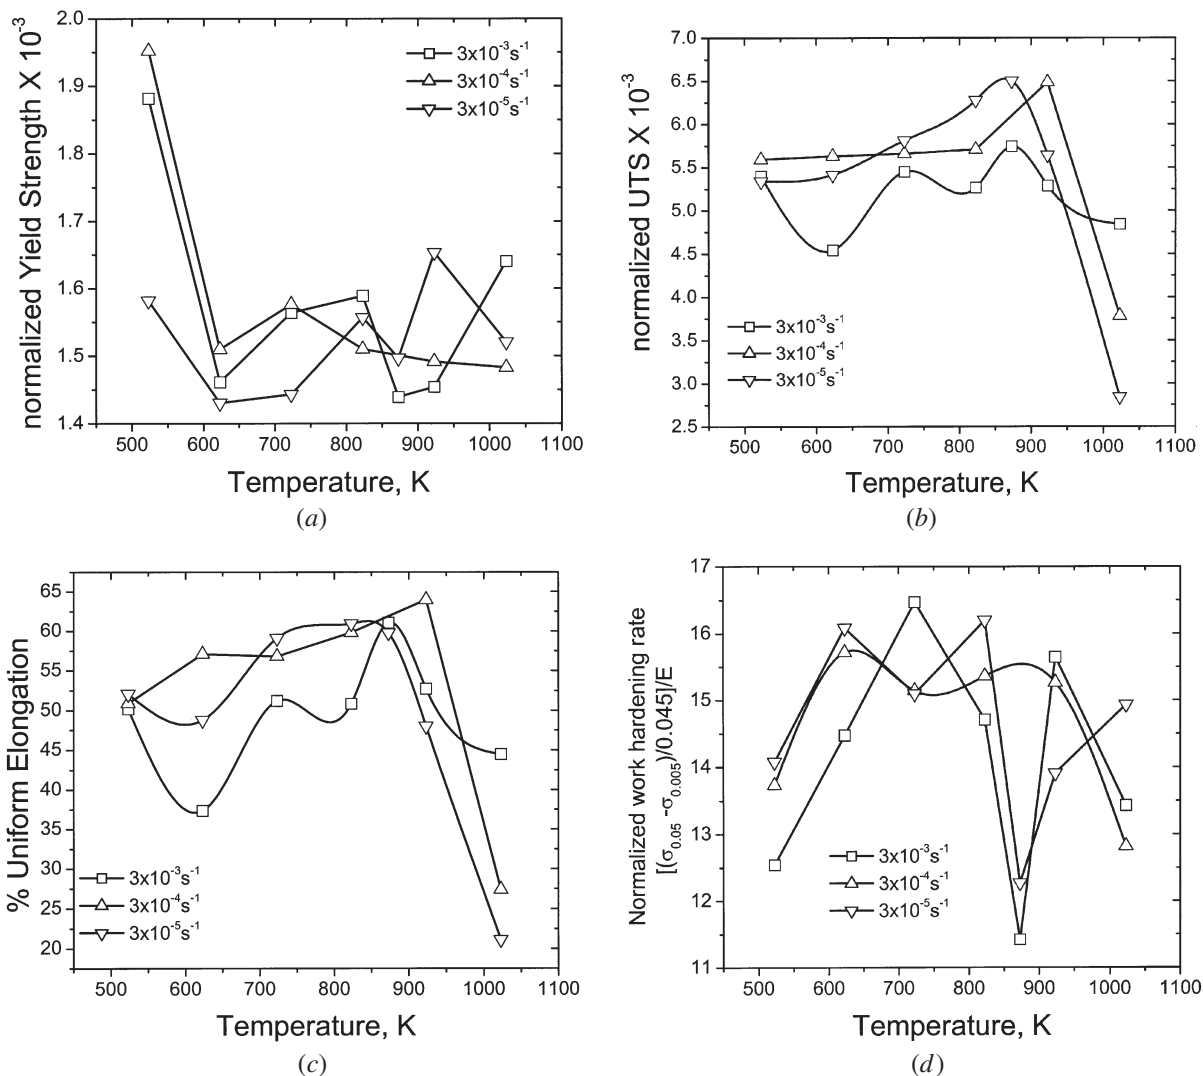 normalized Yield Strength X 10⁻³
2.0
1.9
1.8
1.7
1.6
1.5
1.4
3x10⁻³s⁻¹
3x10⁻⁴s⁻¹
3x10⁻⁵s⁻¹
500 600 700 800 900 1000 1100
Temperature, K
(a)
normalized UTS X 10⁻³
7.0
6.5
6.0
5.5
5.0
4.5
4.0
3.5
3.0
2.5
3x10⁻³s⁻¹
3x10⁻⁴s⁻¹
3x10⁻⁵s⁻¹
500 600 700 800 900 1000 1100
Temperature, K
(b)
% Uniform Elongation
65
60
55
50
45
40
35
30
25
20
3x10⁻³s⁻¹
3x10⁻⁴s⁻¹
3x10⁻⁵s⁻¹
500 600 700 800 900 1000 1100
Temperature, K
(c)
Normalized work hardening rate
[(σ₀.₀₅ -σ₀.₀₀₅)/0.045]/E
17
16
15
14
13
12
11
3x10⁻³s⁻¹
3x10⁻⁴s⁻¹
3x10⁻⁵s⁻¹
500 600 700 800 900 1000 1100
Temperature, K
(d)